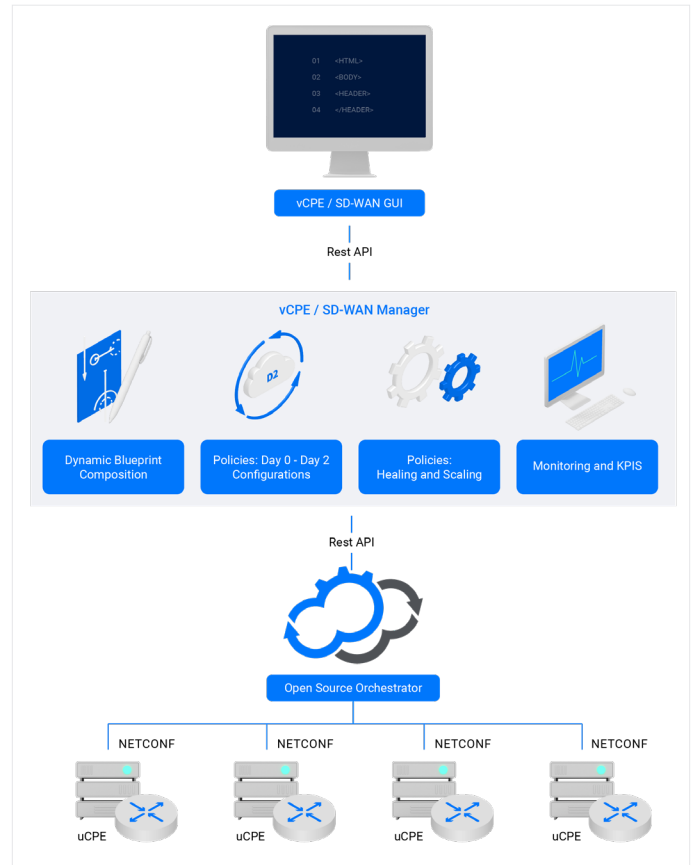 01 <HTML>
02 <BODY>
03 <HEADER>
04 </HEADER>
vCPE / SD-WAN GUI
Rest API
vCPE / SD-WAN Manager
D2
Dynamic Blueprint
Composition
Policies: Day 0 - Day 2
Configurations
Policies:
Healing and Scaling
Monitoring and KPIS
Rest API
Open Source Orchestrator
NETCONF
NETCONF
NETCONF
NETCONF
uCPE
uCPE
uCPE
uCPE